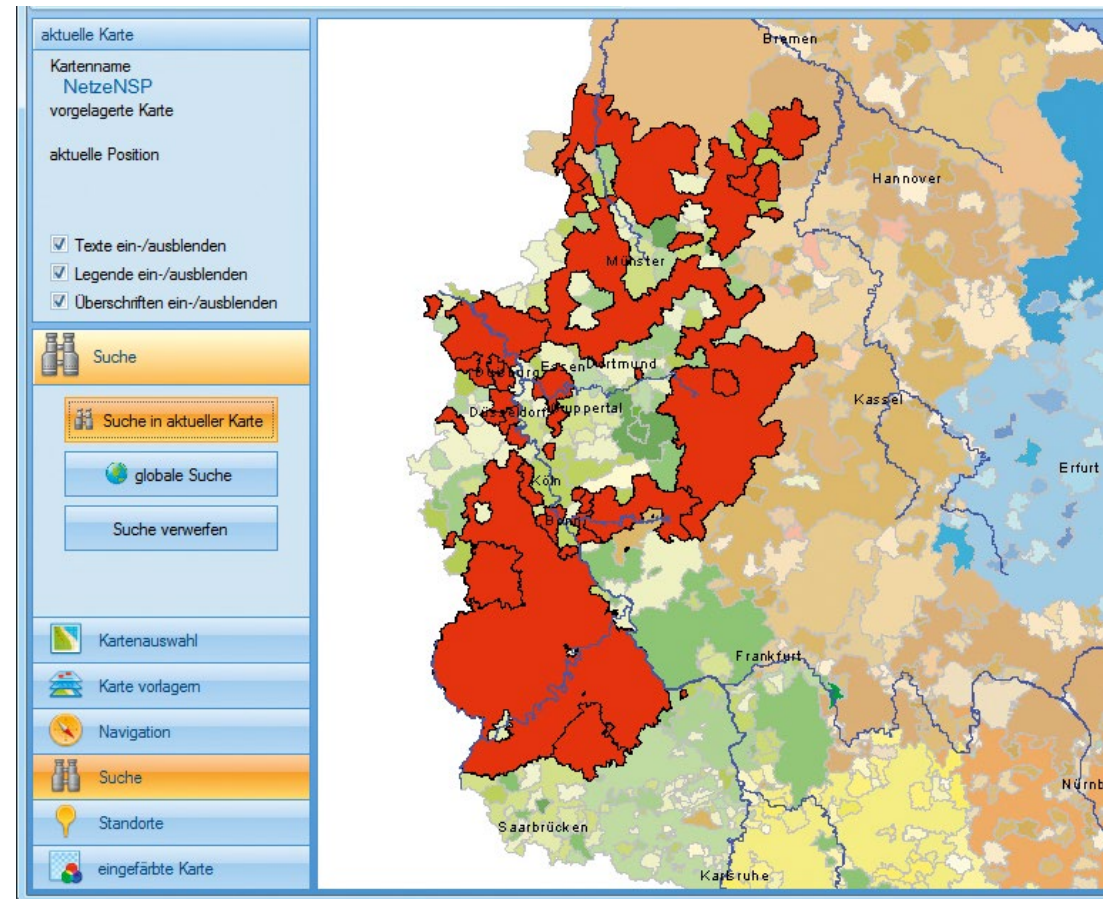 aktuelle Karte
Kartenname
NetzeNSP
vorgelagerte Karte
aktuelle Position
Texte ein-/ausblenden
Legende ein-/ausblenden
Überschriften ein-/ausblenden
Suche
Suche in aktueller Karte
globale Suche
Suche verwerfen
Kartenauswahl
Karte vorlagern
Navigation
Suche
Standorte
eingefärbte Karte
Bremen
Hannover
Münster
Duisburg
Essen
Dortmund
Düsseldorf
Wuppertal
Kassel
Erfurt
Köln
Bonn
Frankfurt
Nürnb
Saarbrücken
Karlsruhe